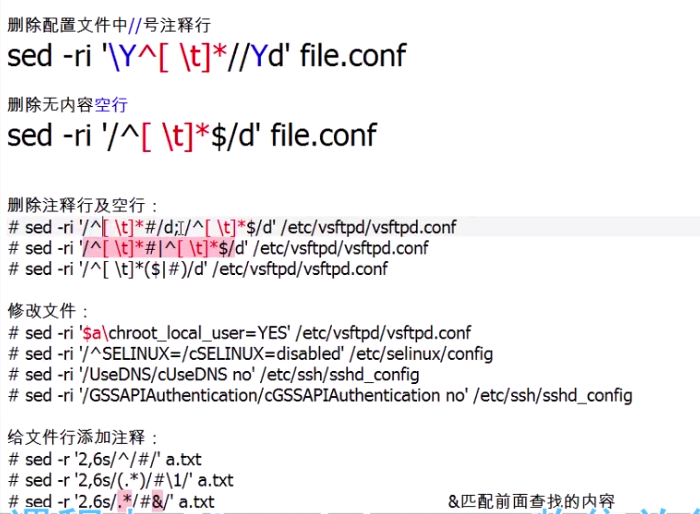 删除配置文件中//号注释行
sed -ri '\Y^[ \t]*//Yd' file.conf
删除无内容空行
sed -ri '/^[ \t]*$/d' file.conf
删除注释行及空行：
# sed -ri '/^[ \t]*#/d;/^[ \t]*$/d' /etc/vsftpd/vsftpd.conf
# sed -ri '/^[ \t]*#|^[ \t]*$/d' /etc/vsftpd/vsftpd.conf
# sed -ri '/^[ \t]*($|#)/d' /etc/vsftpd/vsftpd.conf
修改文件：
# sed -ri '$a\chroot_local_user=YES' /etc/vsftpd/vsftpd.conf
# sed -ri '/^SELINUX=/cSELINUX=disabled' /etc/selinux/config
# sed -ri '/UseDNS/cUseDNS no' /etc/ssh/sshd_config
# sed -ri '/GSSAPIAuthentication/cGSSAPIAuthentication no' /etc/ssh/sshd_config
给文件行添加注释：
# sed -r '2,6s/^/#/' a.txt
# sed -r '2,6s/(.*)/#\1/' a.txt
# sed -r '2,6s/.*/#&/' a.txt &匹配前面查找的内容